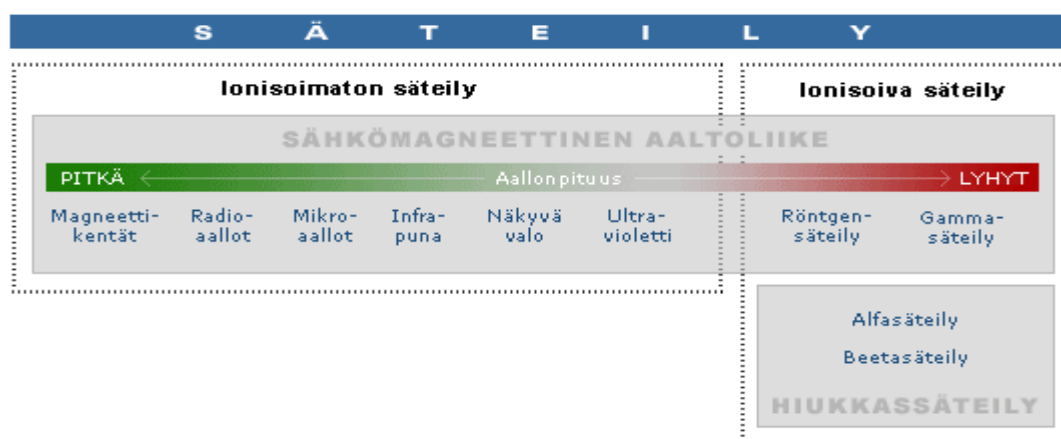 S Ä T E I L Y
Ionisoimaton säteily
Ionisoiva säteily
SÄHKÖMAGNEETTINEN AALTOLIIKE
PITKÄ Aallonpituus LYHYT
Magneetti-
kentät
Radio-
aallot
Mikro-
aallot
Infra-
puna
Näkyvä
valo
Ultra-
violetti
Röntgen-
säteily
Gamma-
säteily
Alfasäteily
Beetasäteily
HIUKKASSÄTEILY